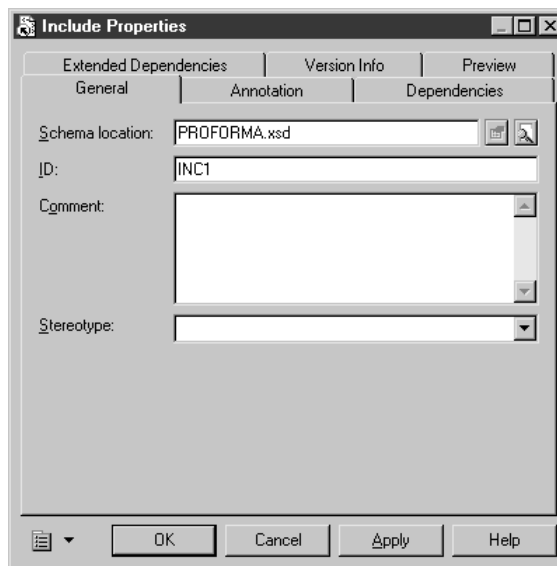 Include Properties
Extended Dependencies Version Info Preview
General Annotation Dependencies
Schema location: PROFORMA.xsd
ID: INC1
Comment:
Stereotype:
OK Cancel Apply Help